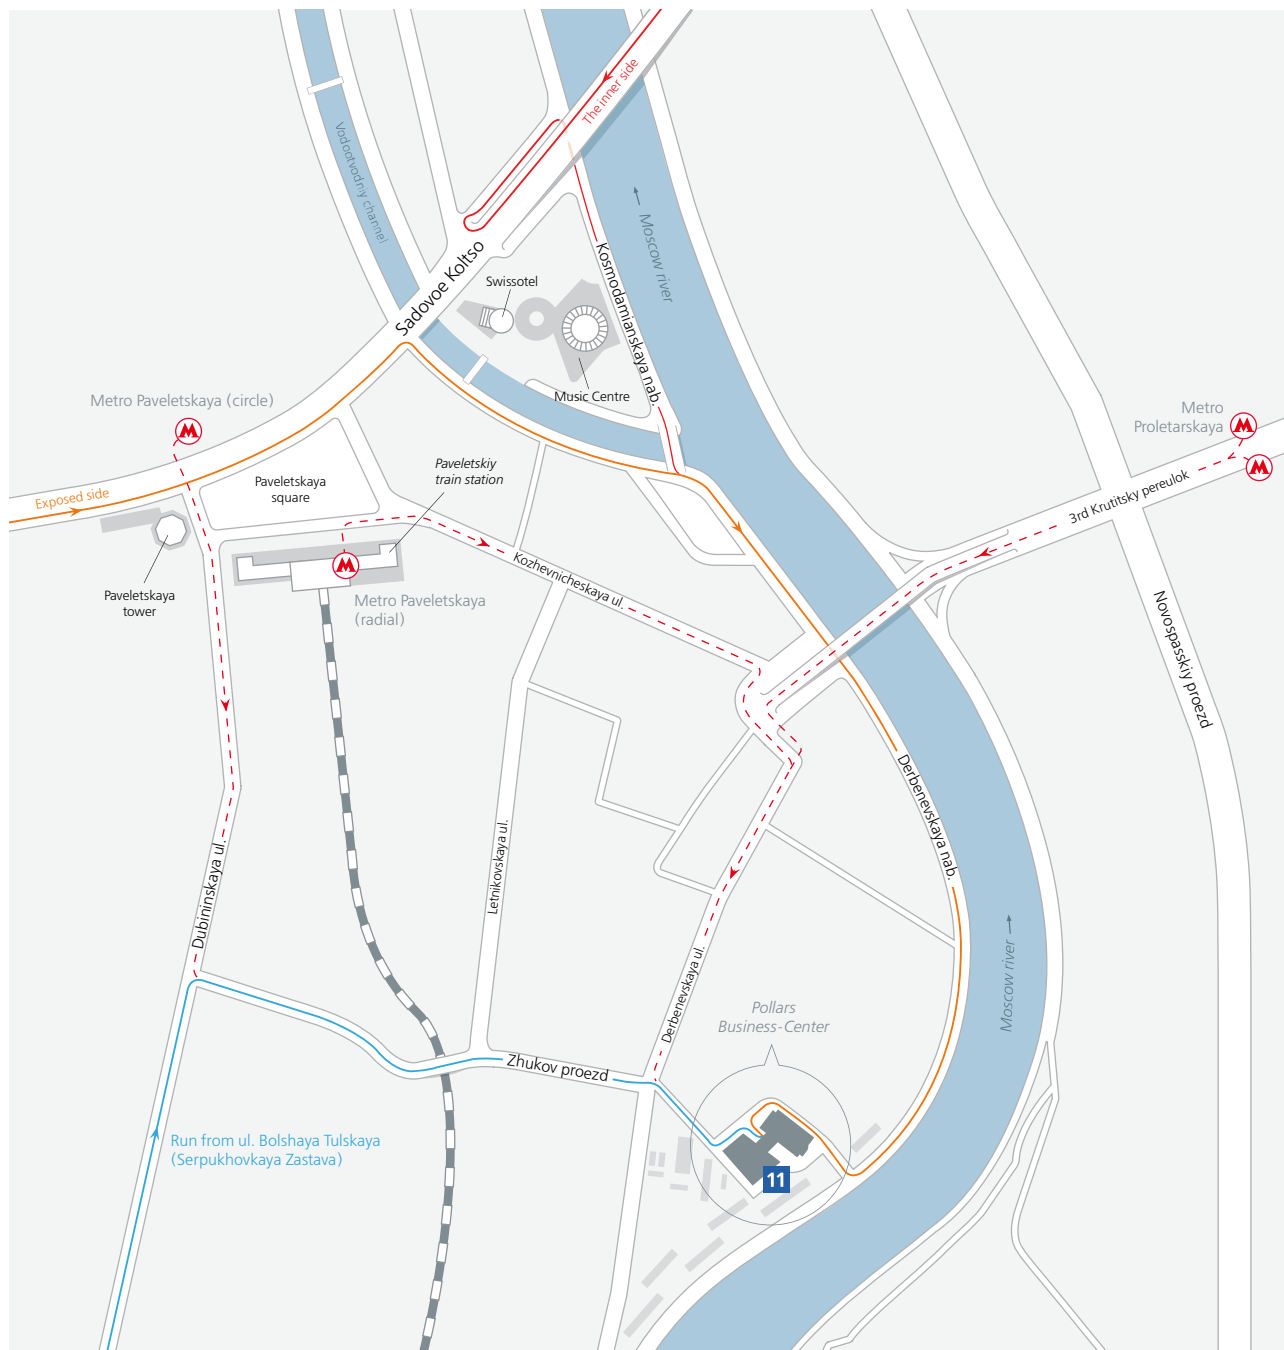 The inner side
Vodootvodniy channel
Moscow river
Sadovoe Koltso
Kosmodamianskaya nab.
Swissotel
Music Centre
Metro Paveletskaya (circle)
M
Metro
Proletarskaya
M
M
3rd Krutitsky pereulok
Paveletskiy
train station
Paveletskaya
square
Exposed side
Kozhevnicheskaya ul.
M
Paveletskaya
tower
Metro Paveletskaya
(radial)
Novospasskiy proezd
Derbenevskaya nab.
Letnikovskaya ul.
Dubininskaya ul.
Derbenevskaya ul.
Moscow river
Pollars
Business-Center
Zhukov proezd
Run from ul. Bolshaya Tulskaya
(Serpukhovkaya Zastava)
11